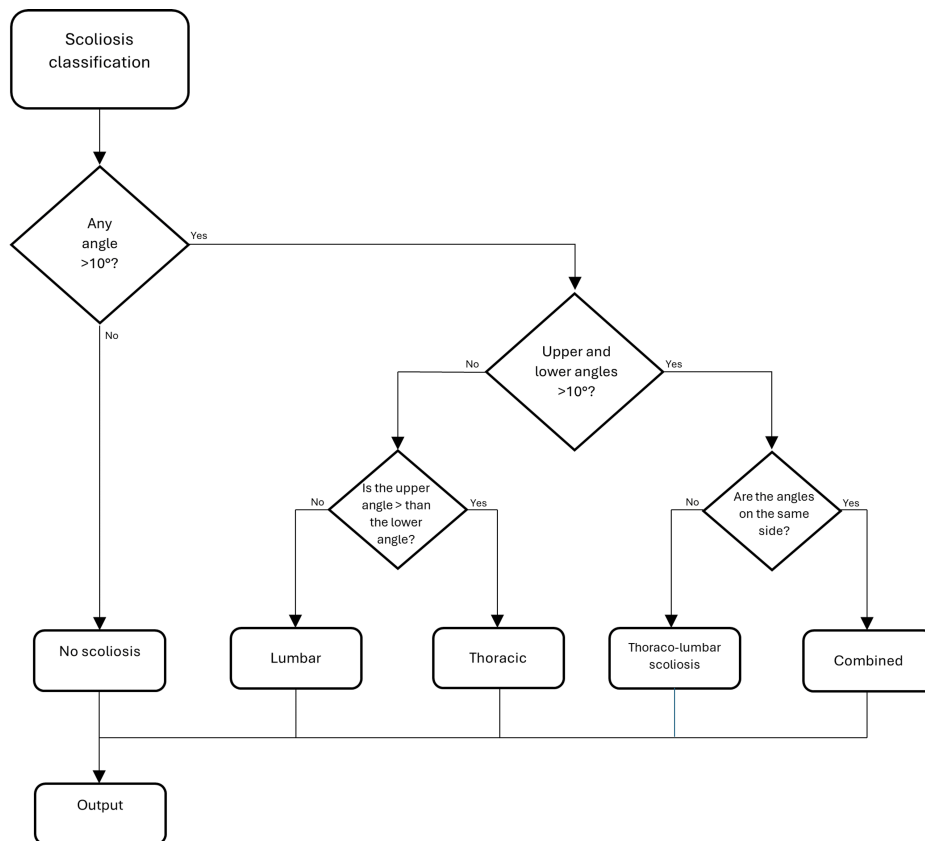 Scoliosis
classification
Any
angle
>10°?
Yes
No
Upper and
lower angles
>10°?
No
Yes
Is the upper
angle > than
the lower
angle?
No
Yes
Are the angles
on the same
side?
No
Yes
No scoliosis
Lumbar
Thoracic
Thoraco-lumbar
scoliosis
Combined
Output